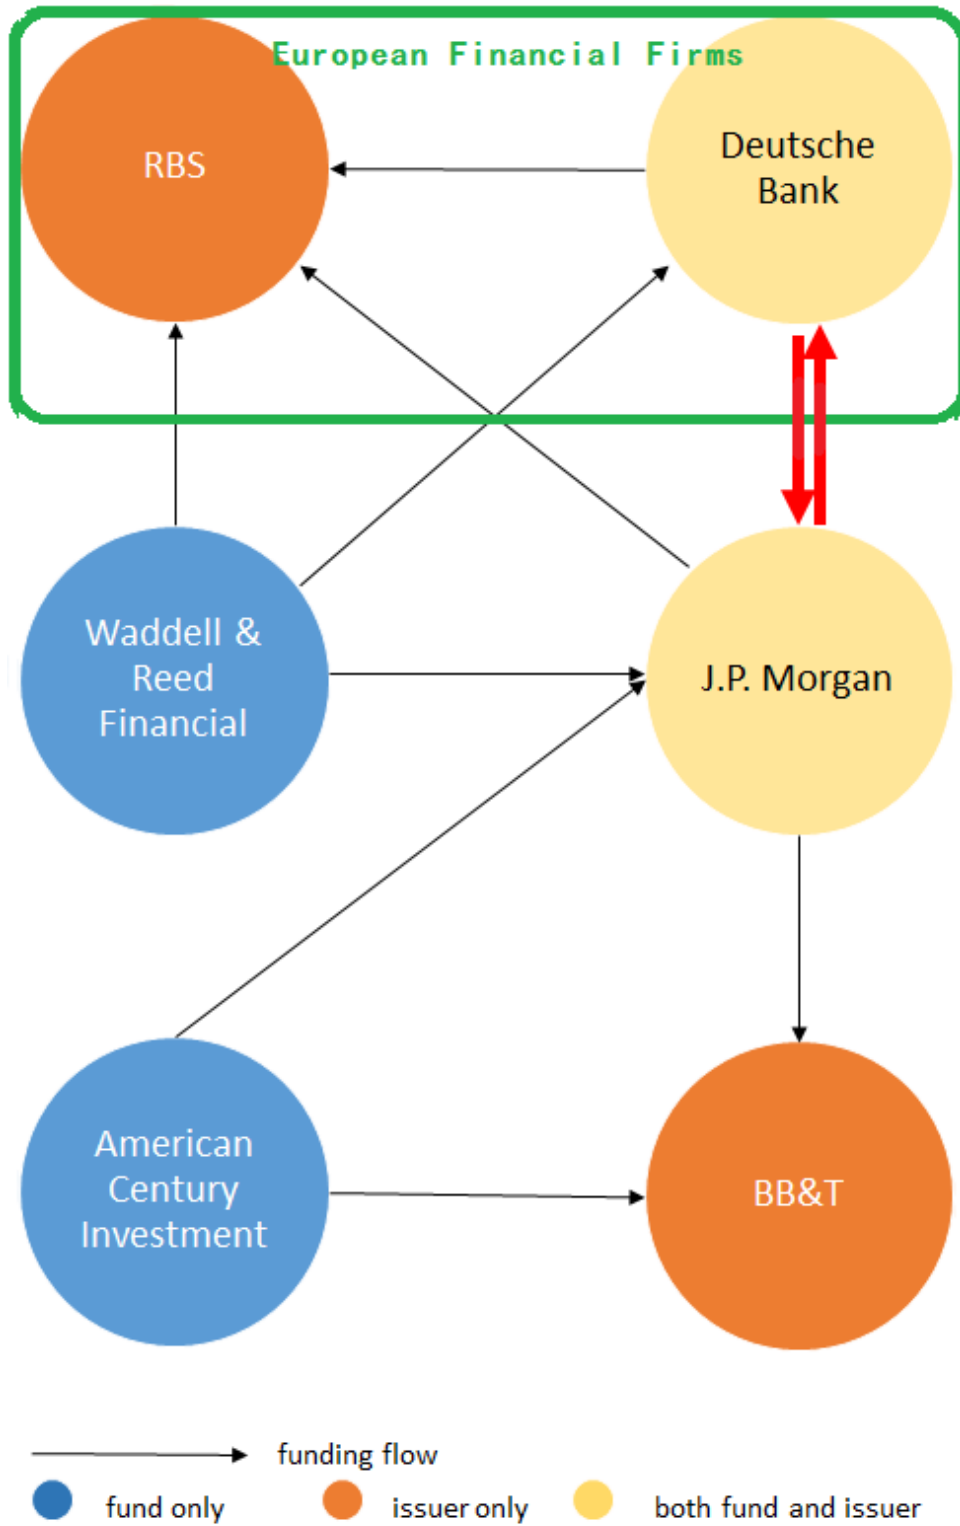 European Financial Firms
RBS
Deutsche
Bank
Waddell &
Reed
Financial
J.P. Morgan
American
Century
Investment
BB&T
funding flow
fund only
issuer only
both fund and issuer